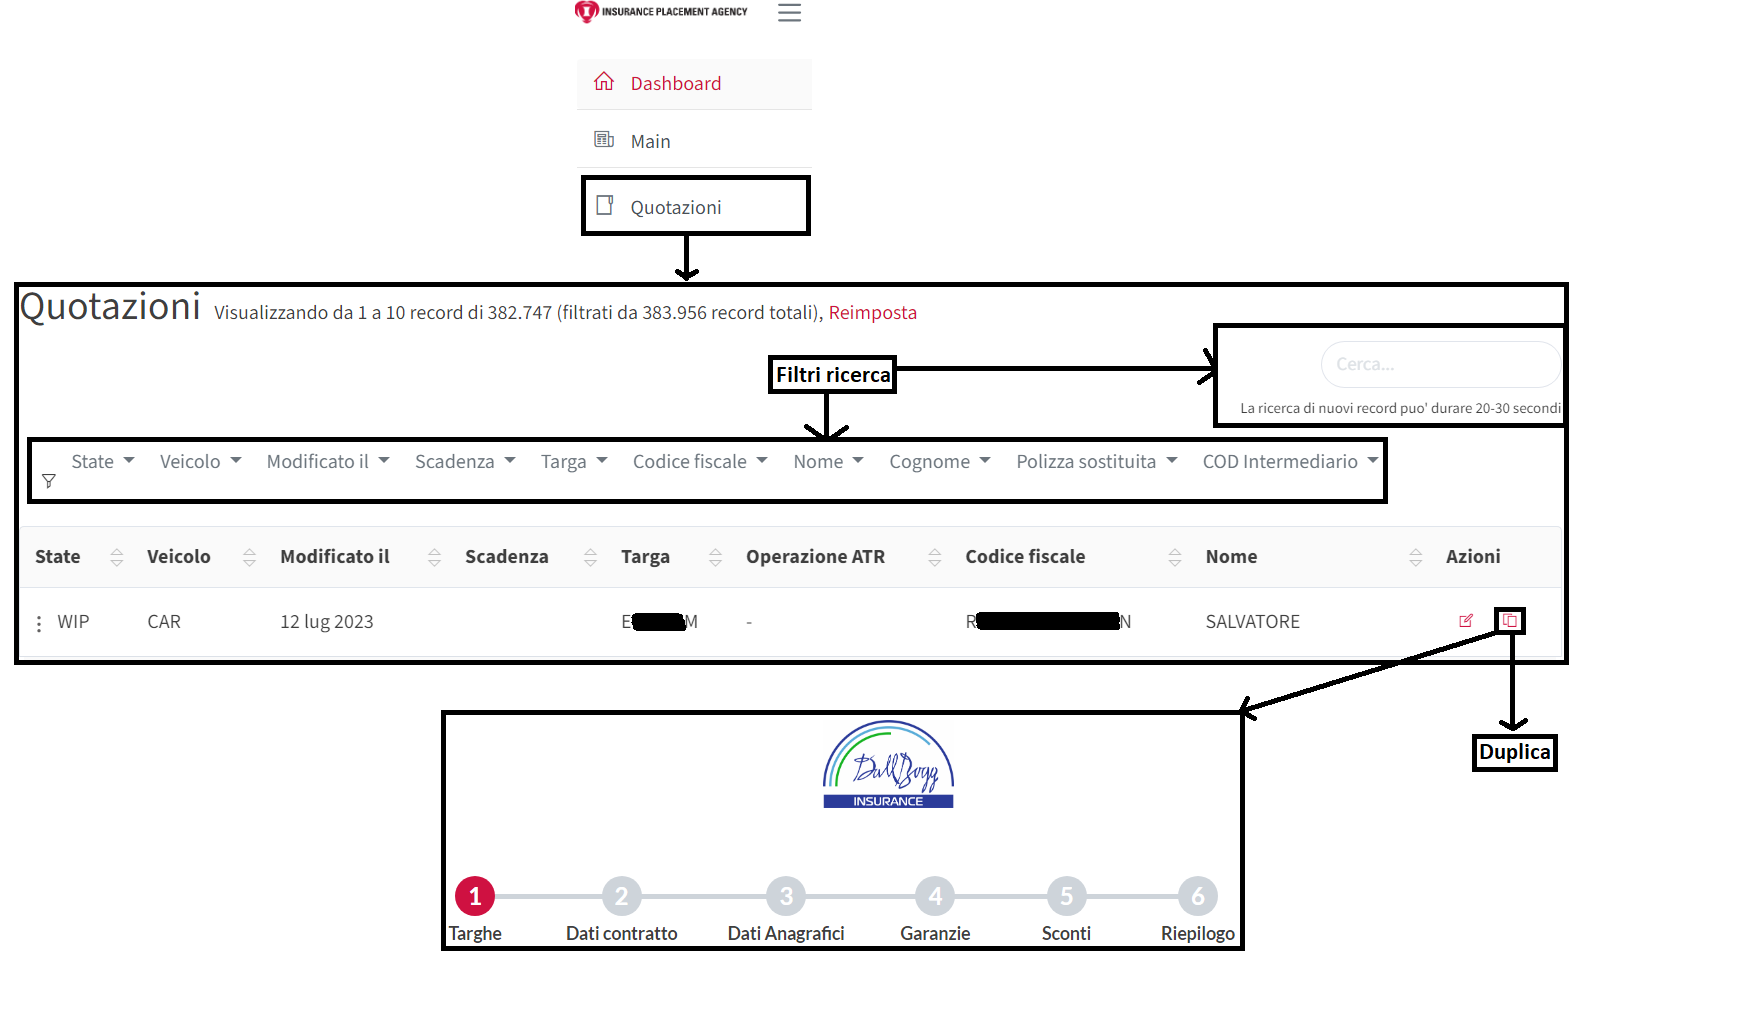 INSURANCE PLACEMENT AGENCY
Dashboard
Main
Quotazioni
Quotazioni Visualizzando da 1 a 10 record di 382.747 (filtrati da 383.956 record totali), Reimposta
Cerca...
Filtri ricerca
La ricerca di nuovi record puo' durare 20-30 secondi
State Veicolo Modificato il Scadenza Targa Codice fiscale Nome Cognome Polizza sostituita COD Intermediario
State Veicolo Modificato il Scadenza Targa Operazione ATR Codice fiscale Nome Azioni
WIP CAR 12 lug 2023 E M - R N SALVATORE
Duplica
INSURANCE
1 2 3 4 5 6
Targhe Dati contratto Dati Anagrafici Garanzie Sconti Riepilogo